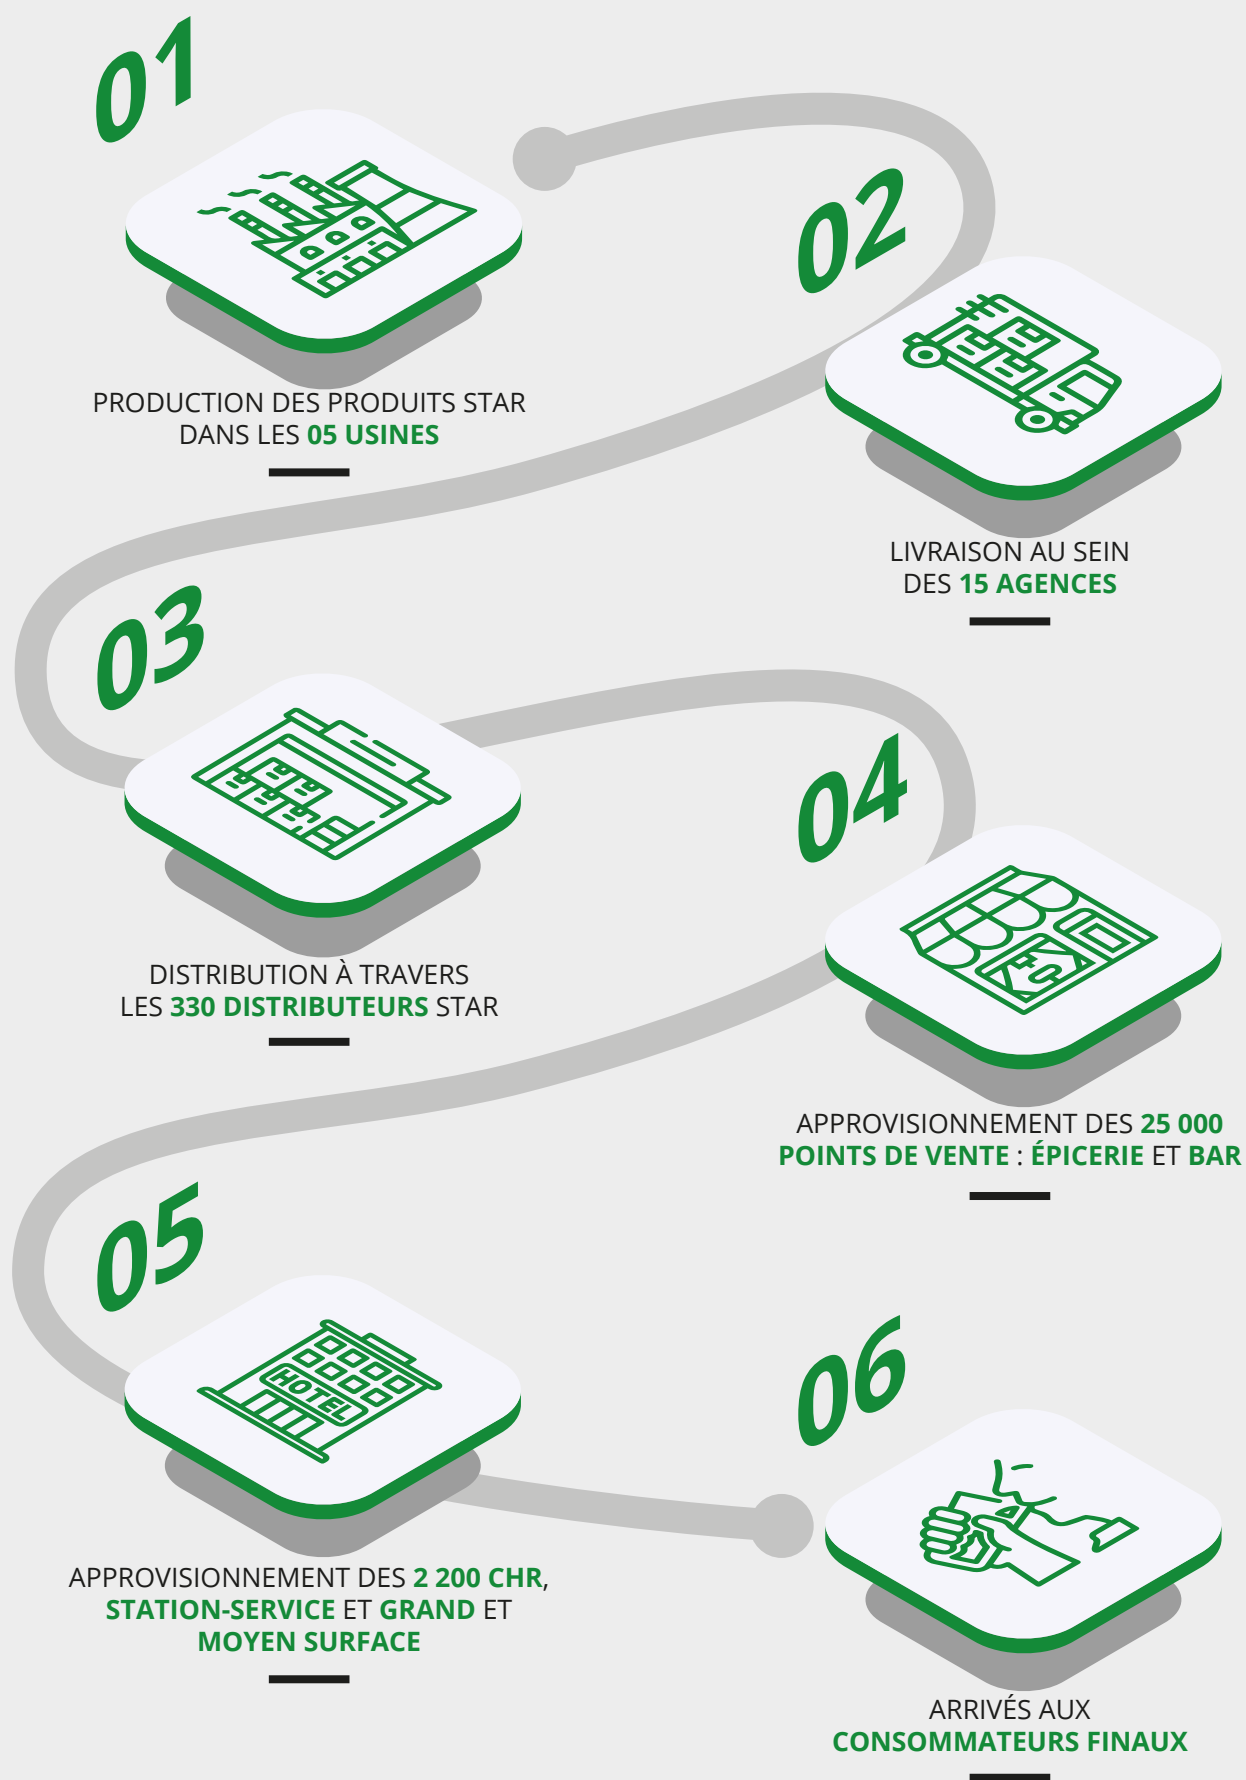 01
PRODUCTION DES PRODUITS STAR
DANS LES 05 USINES
02
LIVRAISON AU SEIN
DES 15 AGENCES
03
DISTRIBUTION À TRAVERS
LES 330 DISTRIBUTEURS STAR
04
APPROVISIONNEMENT DES 25 000
POINTS DE VENTE : ÉPICERIE ET BAR
05
HOTEL
APPROVISIONNEMENT DES 2 200 CHR,
STATION-SERVICE ET GRAND ET
MOYEN SURFACE
06
ARRIVÉS AUX
CONSOMMATEURS FINAUX